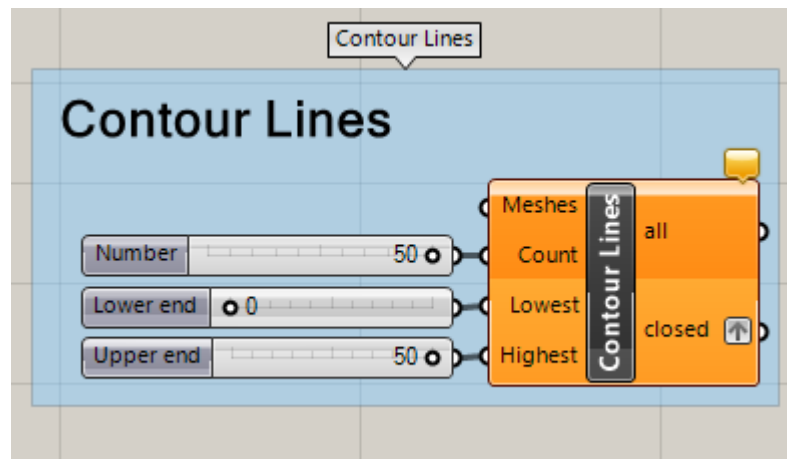 Contour Lines
Contour Lines
Meshes
Contour Lines
all
Number 50
Count
Lower end 0
Lowest
closed
Upper end 50
Highest